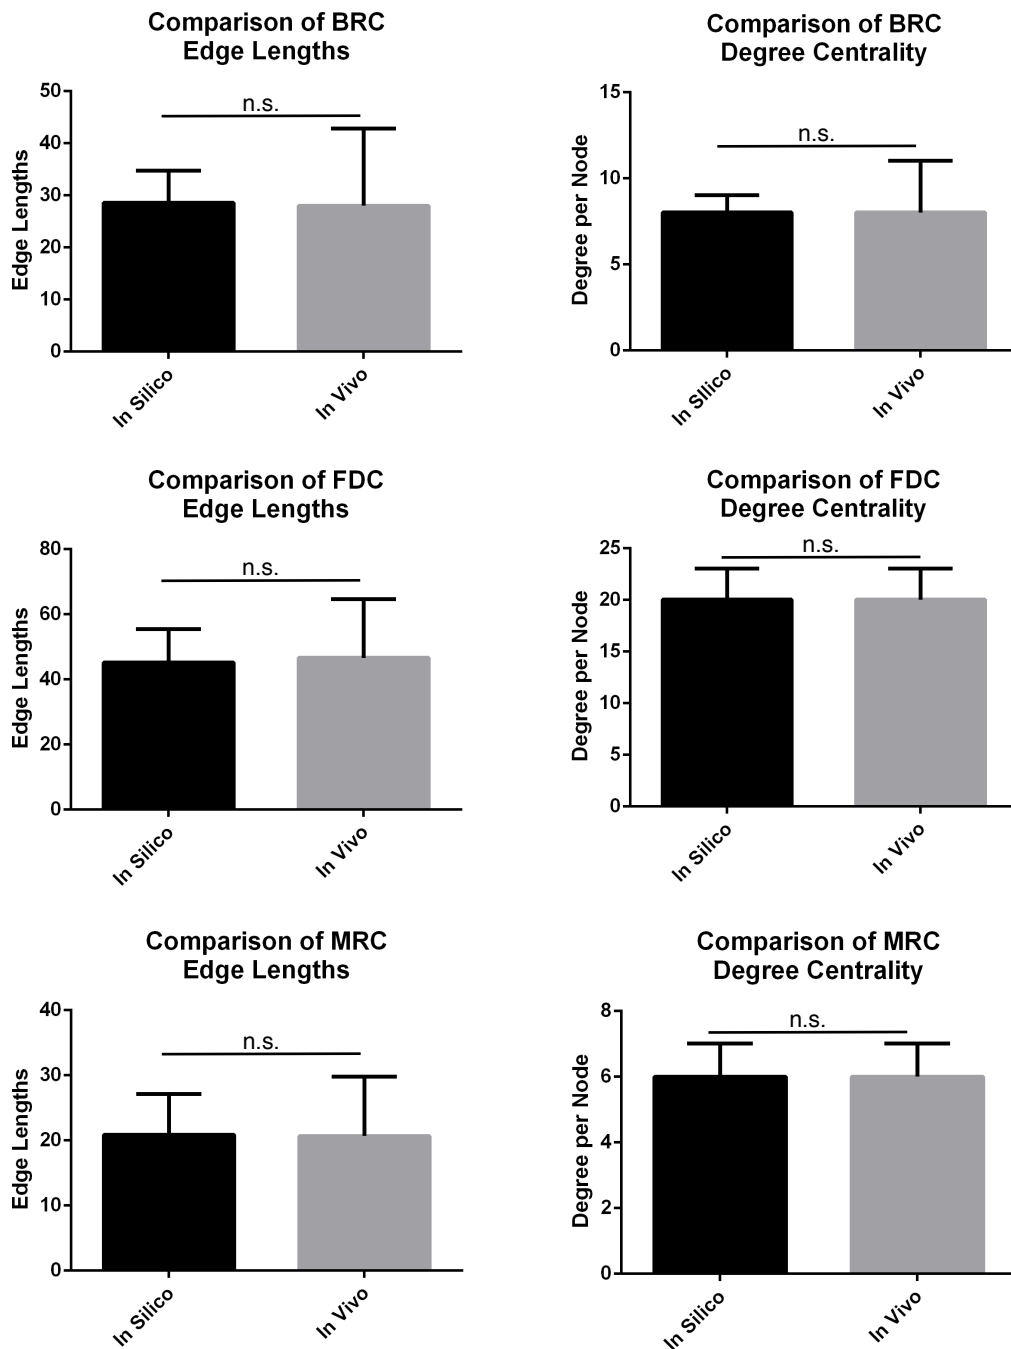 Comparison of BRC
Edge Lengths
50
40
30
20
10
0
Edge Lengths
n.s.
In Silico
In Vivo
Comparison of BRC
Degree Centrality
15
10
5
0
Degree per Node
n.s.
In SIlico
In Vivo
Comparison of FDC
Edge Lengths
80
60
40
20
0
Edge Lengths
n.s.
In Silico
In Vivo
Comparison of FDC
Degree Centrality
25
20
15
10
5
0
Degree per Node
n.s.
In Silico
In Vivo
Comparison of MRC
Edge Lengths
40
30
20
10
0
Edge Lengths
n.s.
In Silico
In Vivo
Comparison of MRC
Degree Centrality
8
6
4
2
0
Degree per Node
n.s.
In Silico
In Vivo